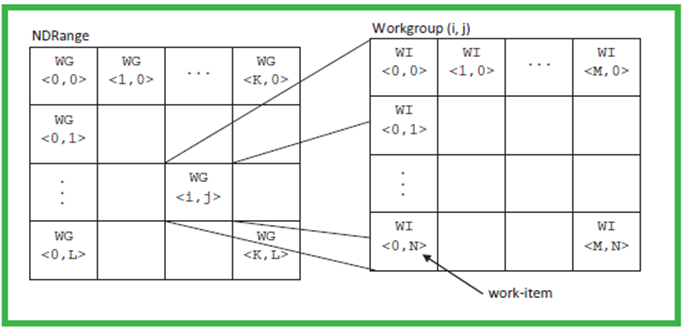 NDRange
WG WG ... WG
<0,0> <1,0> <K,0>
WG
<0,1>
WG
<i,j>
WG WG
<0,L> <K,L>
Workgroup (i, j)
WI WI ... WI
<0,0> <1,0> <M,0>
WI
<0,1>
WI WI
<0,N> <M,N>
work-item